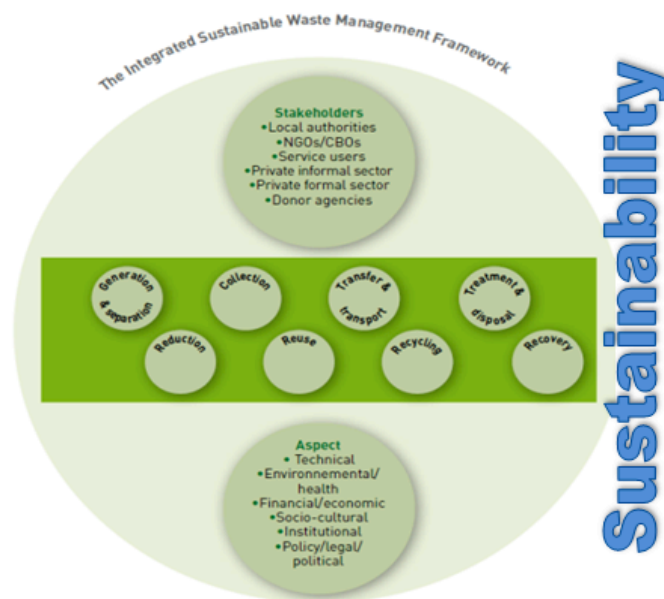 The Integrated Sustainable Waste Management Framework
Stakeholders
•Local authorities
•NGOs/CBOs
•Service users
•Private informal sector
•Private formal sector
•Donor agencies
Generation
& separation
Collection
Transfer &
transport
Treatment &
disposal
Reduction
Reuse
Recycling
Recovery
Aspect
• Technical
•Environnemental/
health
•Financial/economic
•Socio-cultural
•Institutional
•Policy/legal/
political
Sustainability